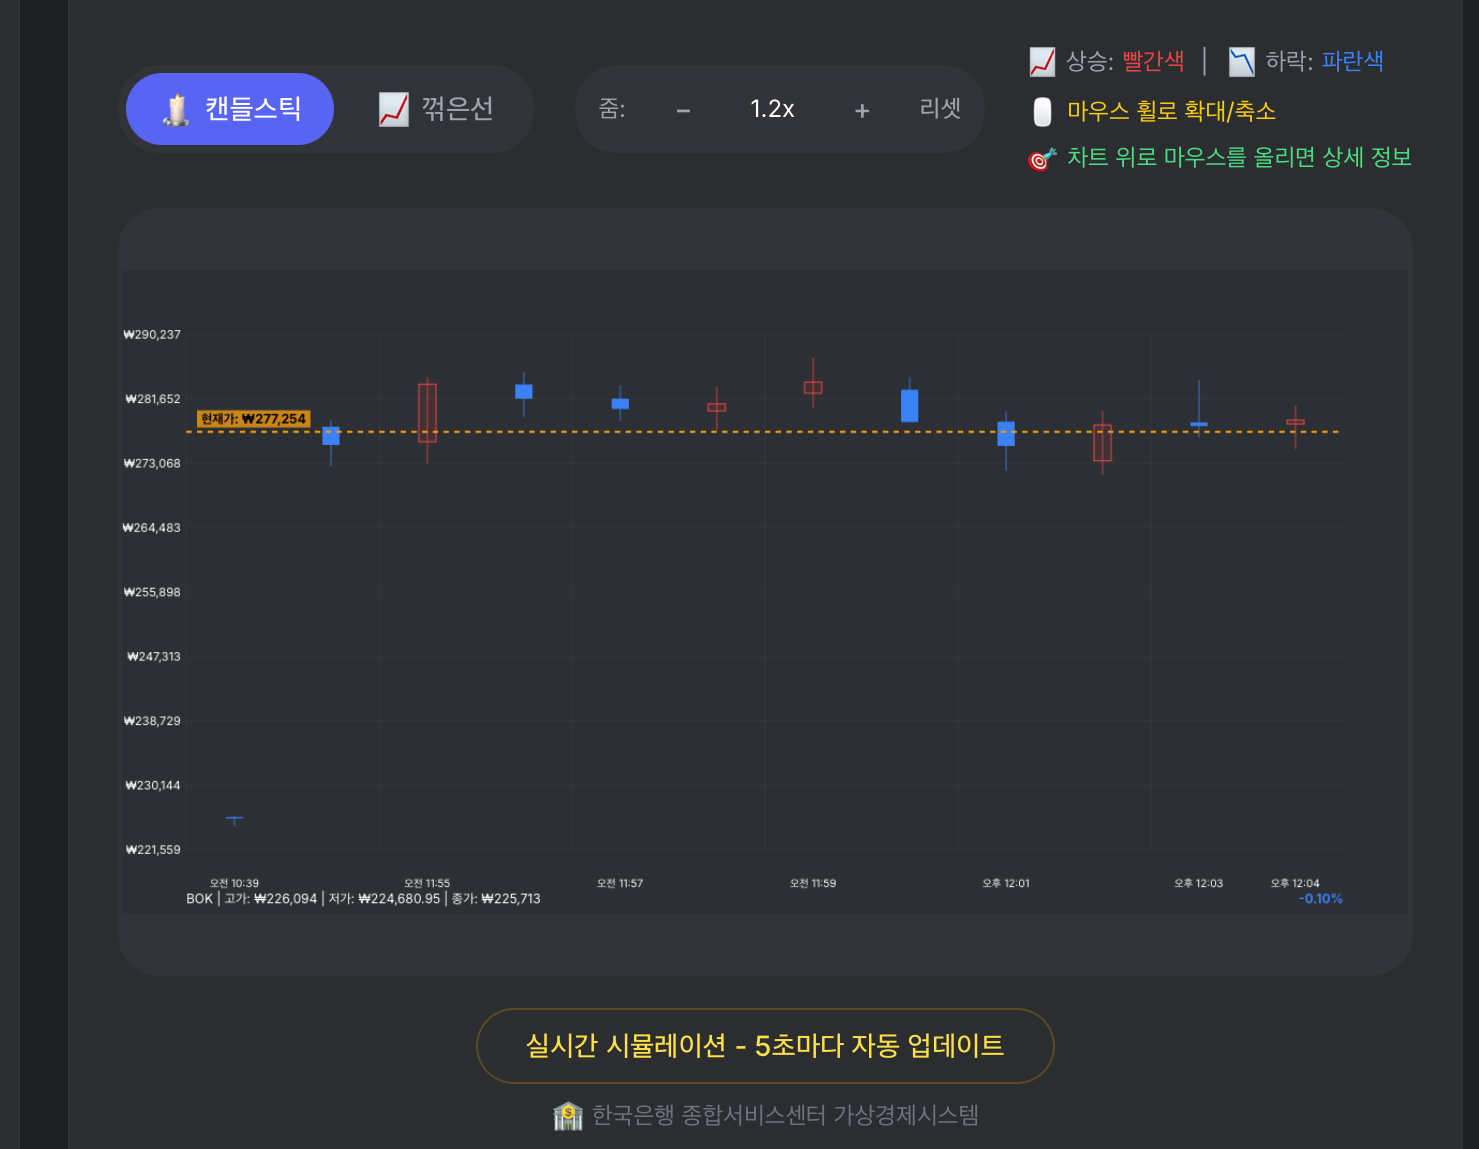 캔들스틱
꺾은선
줌: − 1.2x + 리셋
상승: 빨간색 | 하락: 파란색
마우스 휠로 확대/축소
차트 위로 마우스를 올리면 상세 정보
₩290,237
₩281,652
현재가: ₩277,254
₩273,068
₩264,483
₩255,898
₩247,313
₩238,729
₩230,144
₩221,559
오전 10:39 오전 11:55 오전 11:57 오전 11:59 오후 12:01 오후 12:03 오후 12:04
BOK | 고가: ₩226,094 | 저가: ₩224,680.95 | 종가: ₩225,713
-0.10%
실시간 시뮬레이션 - 5초마다 자동 업데이트
한국은행 종합서비스센터 가상경제시스템